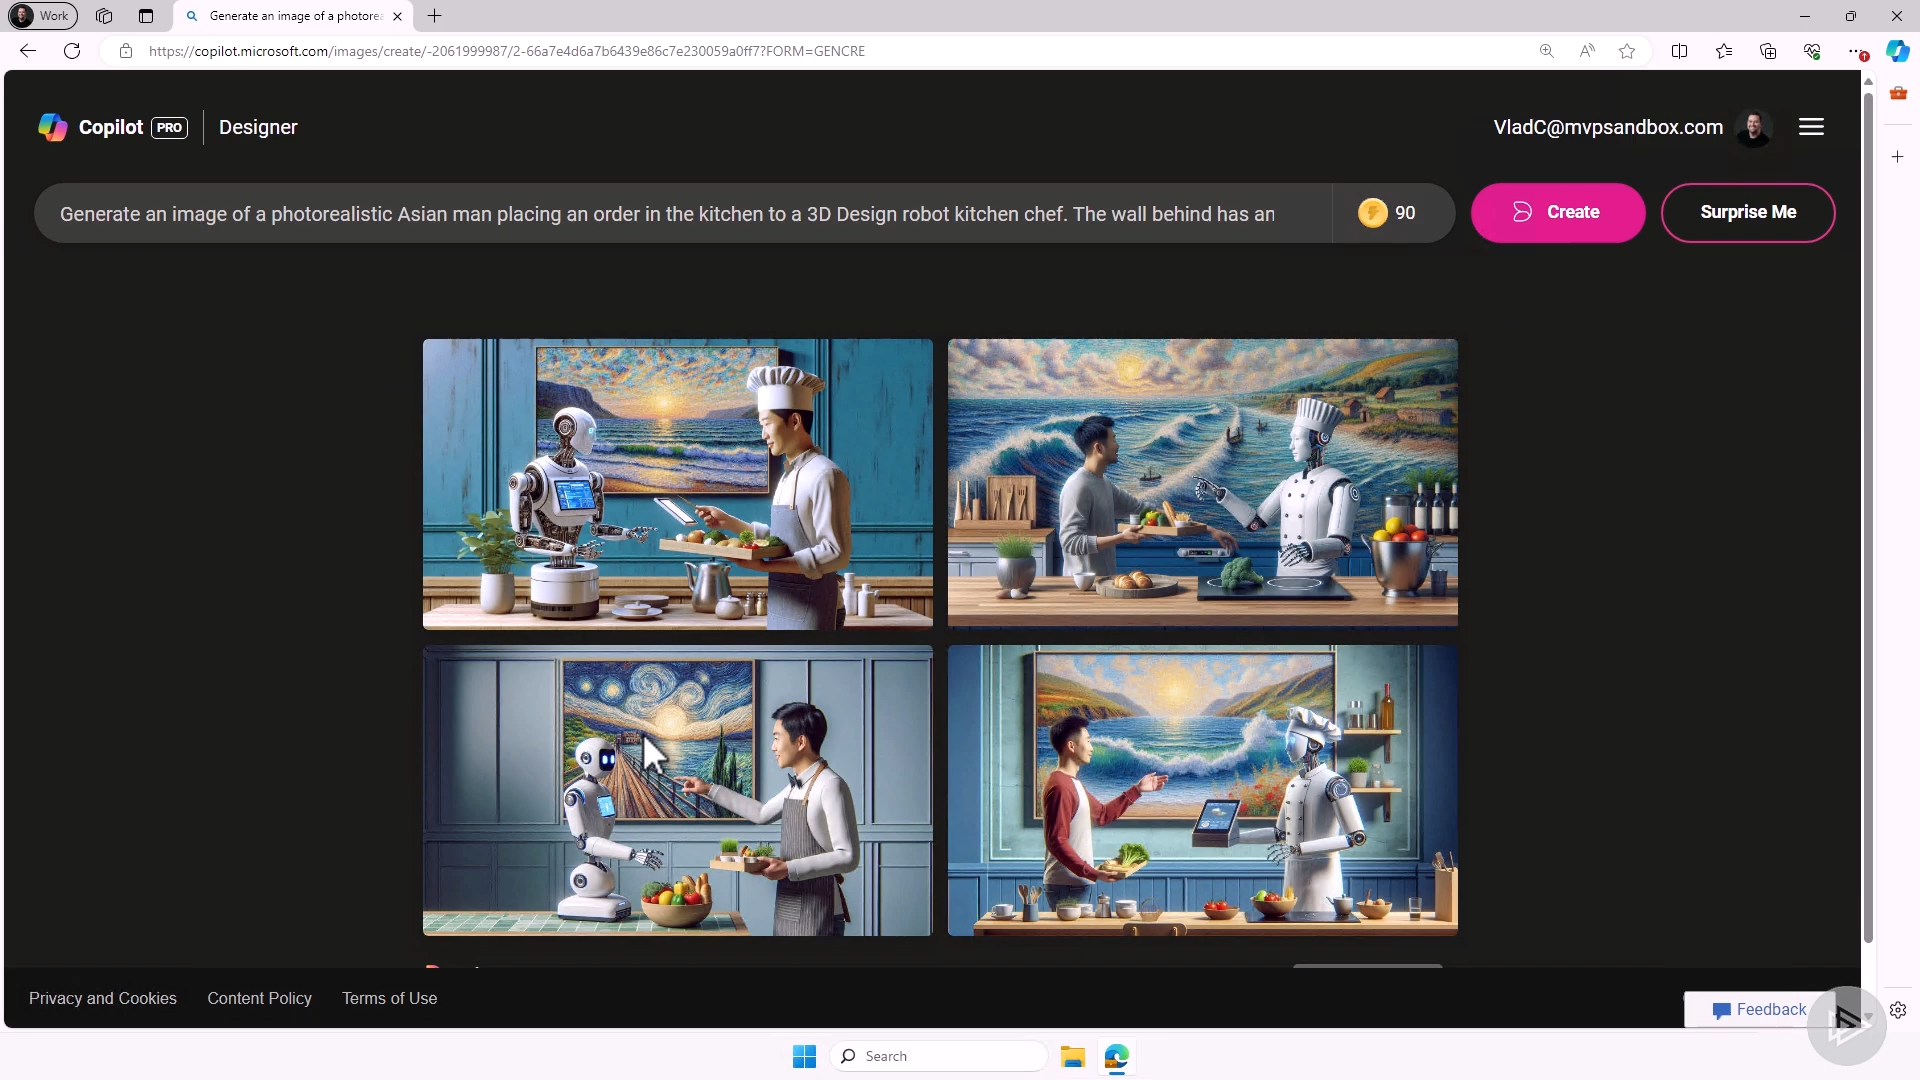 Work
Generate an image of a photorea
https://copilot.microsoft.com/images/create/-2061999987/2-66a7e4d6a7b6439e86c7e230059a0ff7?FORM=GENCRE
Copilot PRO Designer
VladC@mvpsandbox.com
Generate an image of a photorealistic Asian man placing an order in the kitchen to a 3D Design robot kitchen chef. The wall behind has an
90
Create
Surprise Me
Privacy and Cookies
Content Policy
Terms of Use
Feedback
Search